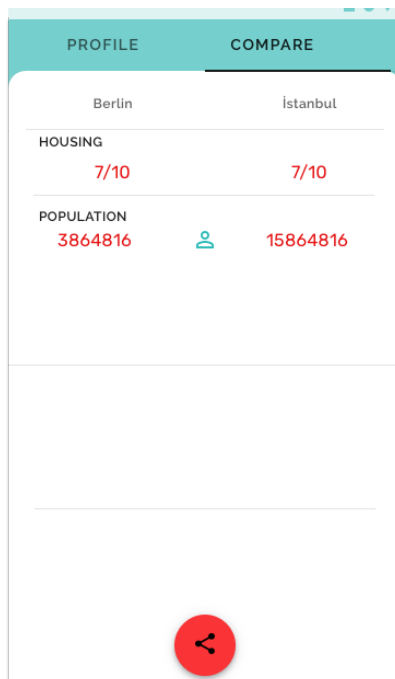 PROFILE COMPARE
Berlin İstanbul
HOUSING
7/10 7/10
POPULATION
3864816 15864816